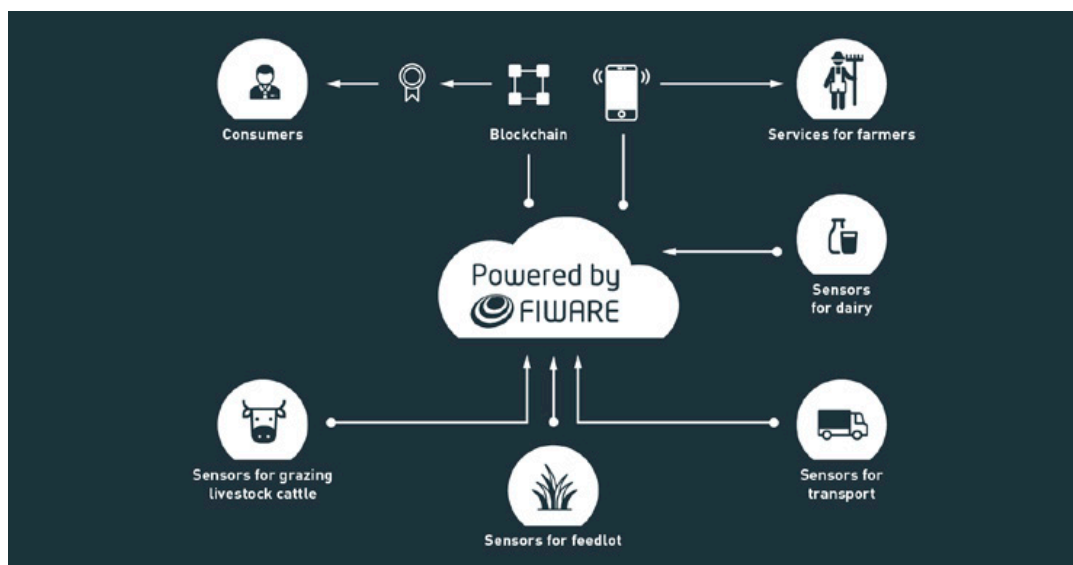 Consumers
Blockchain
Services for farmers
Powered by
FIWARE
Sensors
for dairy
Sensors for grazing
livestock cattle
Sensors for feedlot
Sensors for
transport